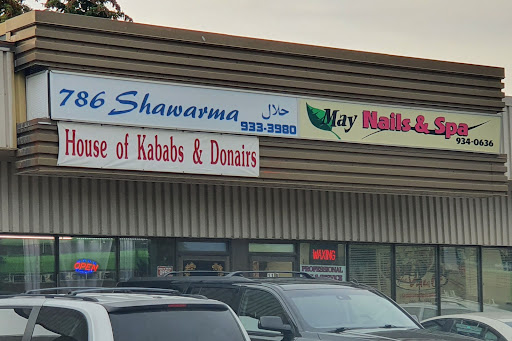 786 Shawarma حلال
933-3980
House of Kababs & Donairs
May Nails & Spa
934-0636
OPEN
WAXING
PROFESSIONAL